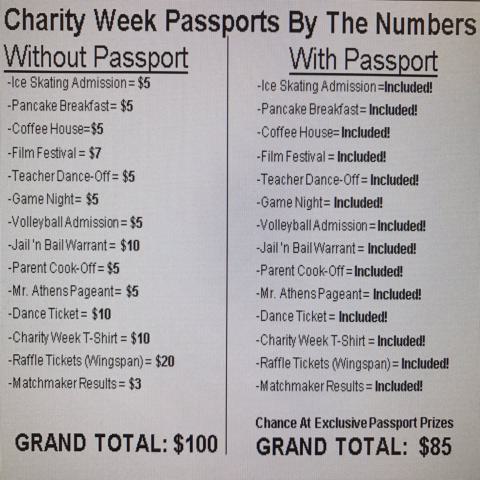 Charity Week Passports By The Numbers
Without Passport
-Ice Skating Admission= $5
-Pancake Breakfast= $5
-Coffee House=$5
-Film Festival = $7
-Teacher Dance-Off= $5
-Game Night= $5
-Volleyball Admission= $5
-Jail 'n Bail Warrant = $10
-Parent Cook-Off= $5
-Mr. Athens Pageant= $5
-Dance Ticket = $10
-Charity Week T-Shirt = $10
-Raffle Tickets (Wingspan)= $20
-Matchmaker Results = $3
GRAND TOTAL: $100
With Passport
-Ice Skating Admission=Included!
-Pancake Breakfast= Included!
-Coffee House= Included!
-Film Festival = Included!
-Teacher Dance-Off= Included!
-Game Night= Included!
-Volleyball Admission= Included!
-Jail 'n Bail Warrant = Included!
-Parent Cook-Off= Included!
-Mr. Athens Pageant= Included!
-Dance Ticket = Included!
-Charity Week T-Shirt = Included!
-Raffle Tickets (Wingspan)= Included!
-Matchmaker Results = Included!
Chance At Exclusive Passport Prizes
GRAND TOTAL: $85